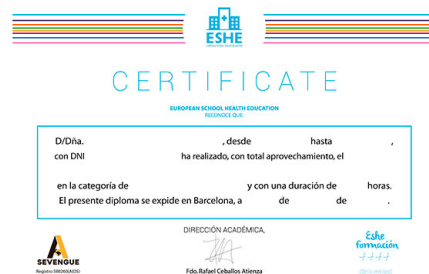 ESHE
CERTIFICATE
EUROPEAN SCHOOL HEALTH EDUCATION
RECONOCE QUE:
D/Dña. , desde hasta ,
con DNI ha realizado, con total aprovechamiento, el
en la categoría de y con una duración de horas.
El presente diploma se expide en Barcelona, a de de .
DIRECCIÓN ACADÉMICA,
Eshe
formación
SEVENGUE
Fdo. Rafael Ceballos Atienza